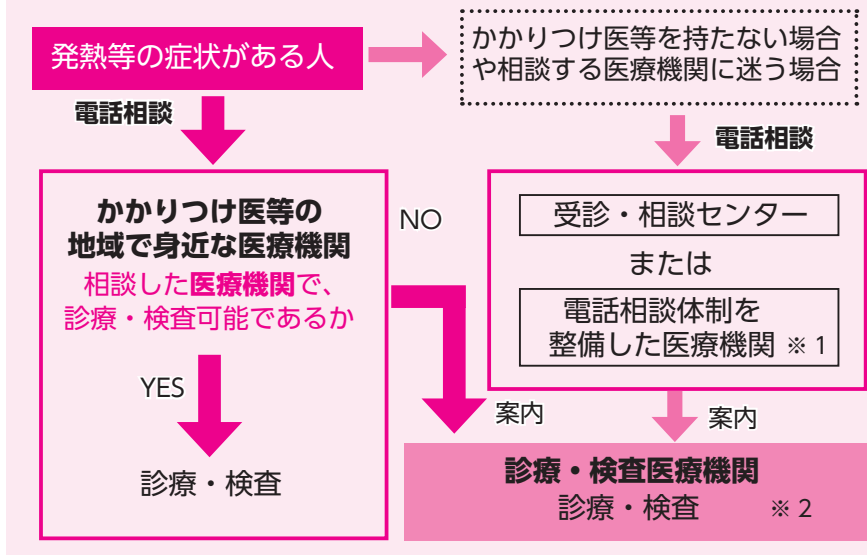 発熱等の症状がある人
かかりつけ医等を持たない場合
や相談する医療機関に迷う場合
電話相談
電話相談
かかりつけ医等の
地域で身近な医療機関
相談した医療機関で、
診療・検査可能であるか
NO
YES
診療・検査
受診・相談センター
または
電話相談体制を
整備した医療機関 ※1
案内
案内
診療・検査医療機関
診療・検査 ※2